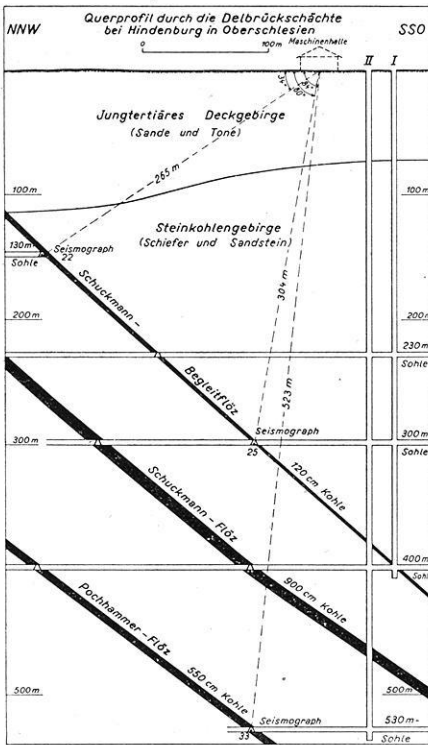 NNW
Querprofil durch die Delbrückschächte
bei Hindenburg in Oberschlesien
SSO
0 100m
Maschinenhalle
II I
Jungtertiäres Deckgebirge
(Sande und Tone)
265 m
100m
100m
Steinkohlengebirge
(Schiefer und Sandstein)
130m
Sohle
Seismograph
22
Schuckmann-
Begleitflöz
120 cm Kohle
304 m
523 m
200m
200m
230m
Sohle
Seismograph
25
300m
300m
Sohle
Schuckmann-Flöz
900 cm Kohle
400m
Sohle
Pochhammer-Flöz
550 cm Kohle
500m
500m
Seismograph
33
530m
Sohle